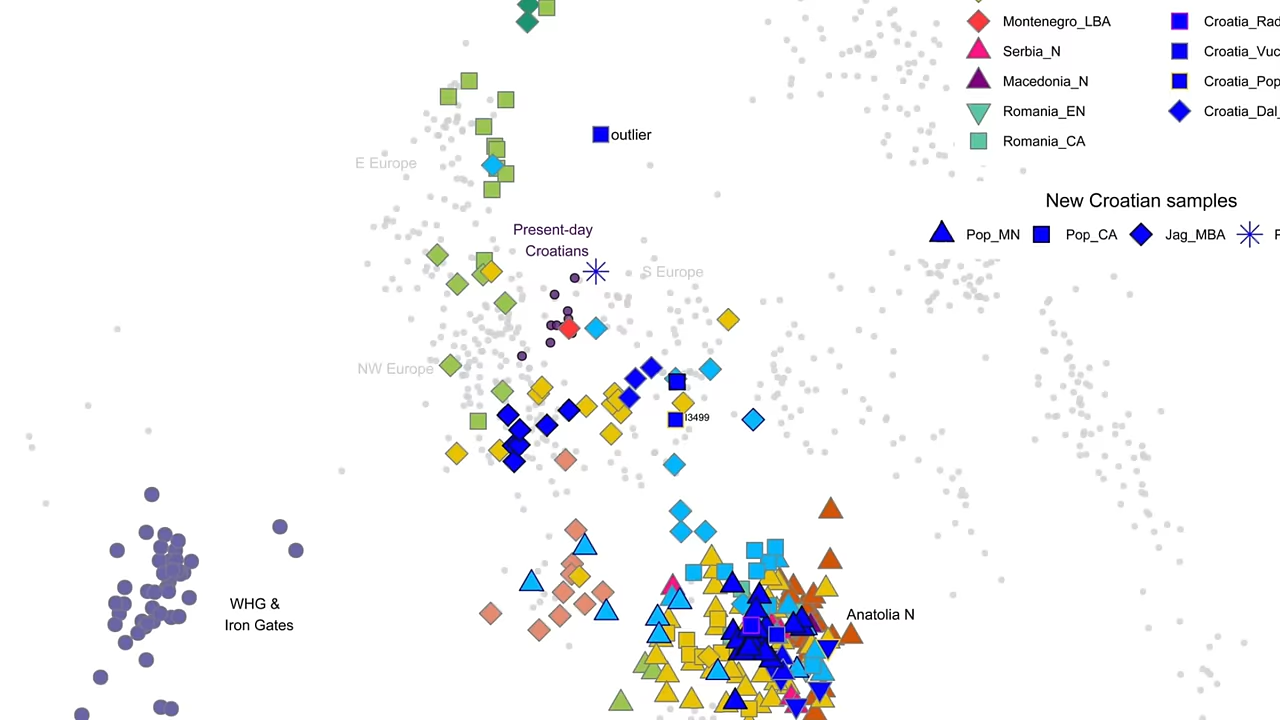 Montenegro_LBA
Serbia_N
Macedonia_N
Romania_EN
Romania_CA
Croatia_Rad
Croatia_Vuc
Croatia_Pop
Croatia_Dal_
outlier
E Europe
Present-day
Croatians
S Europe
NW Europe
New Croatian samples
Pop_MN Pop_CA Jag_MBA
I3499
WHG &
Iron Gates
Anatolia N